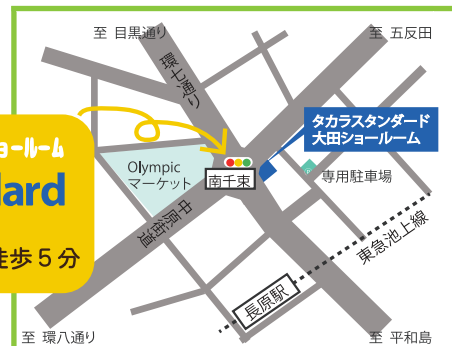 至 目黒通り
至 五反田
環七通り
ショールーム
タカラスタンダード
大田ショールーム
dard
Olympic
マーケット
南千束
専用駐車場
徒歩5分
中原街道
東急池上線
長原駅
至 環八通り
至 平和島